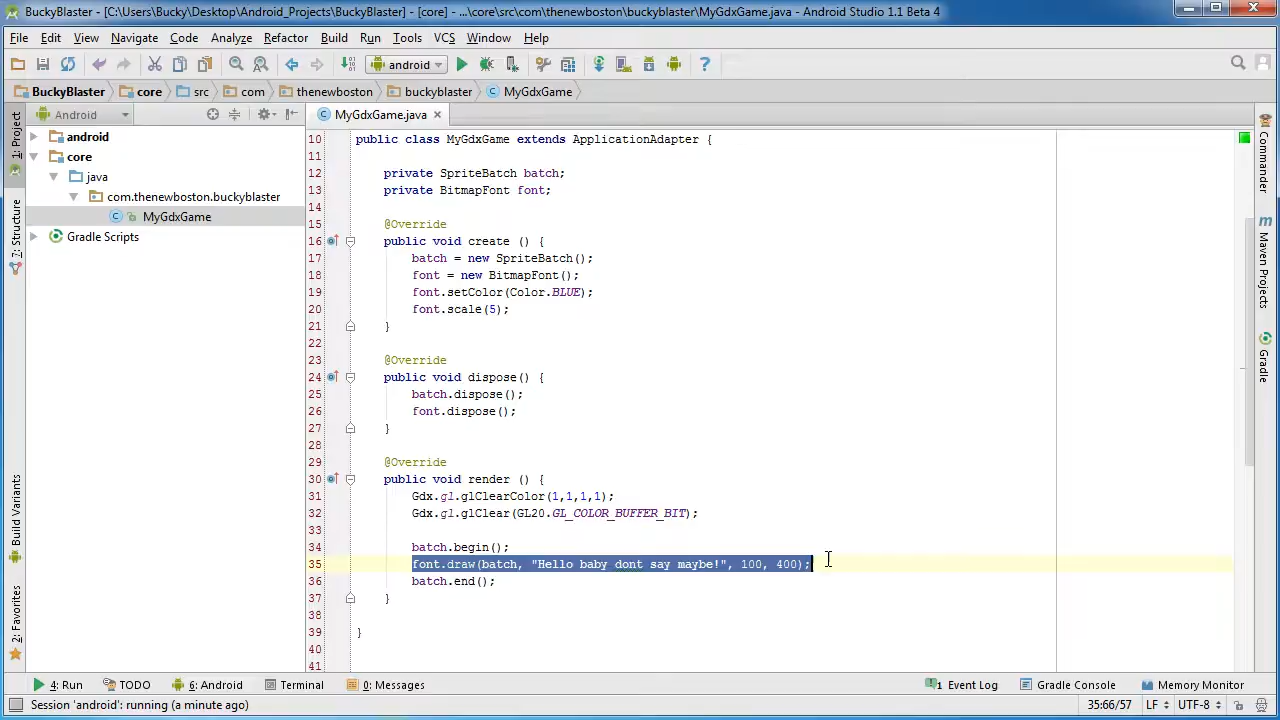 BuckyBlaster - [C:\Users\Bucky\Desktop\Android_Projects\BuckyBlaster] - [core] - ...\core\src\com\thenewboston\buckyblaster\MyGdxGame.java - Android Studio 1.1 Beta 4
File Edit View Navigate Code Analyze Refactor Build Run Tools VCS Window Help
android
BuckyBlaster core src com thenewboston buckyblaster MyGdxGame
Android MyGdxGame.java
1: Project
7: Structure
Build Variants
2: Favorites
android
core
java
com.thenewboston.buckyblaster
MyGdxGame
Gradle Scripts
10 public class MyGdxGame extends ApplicationAdapter {
11
12 private SpriteBatch batch;
13 private BitmapFont font;
14
15 @Override
16 public void create () {
17 batch = new SpriteBatch();
18 font = new BitmapFont();
19 font.setColor(Color.BLUE);
20 font.scale(5);
21 }
22
23 @Override
24 public void dispose() {
25 batch.dispose();
26 font.dispose();
27 }
28
29 @Override
30 public void render () {
31 Gdx.gl.glClearColor(1,1,1,1);
32 Gdx.gl.glClear(GL20.GL_COLOR_BUFFER_BIT);
33
34 batch.begin();
35 font.draw(batch, "Hello baby dont say maybe!", 100, 400);
36 batch.end();
37 }
38
39 }
40
41
Commander
Maven Projects
Gradle
4: Run TODO 6: Android Terminal 0: Messages 1 Event Log Gradle Console Memory Monitor
Session 'android': running (a minute ago) 35:66/57 LF UTF-8